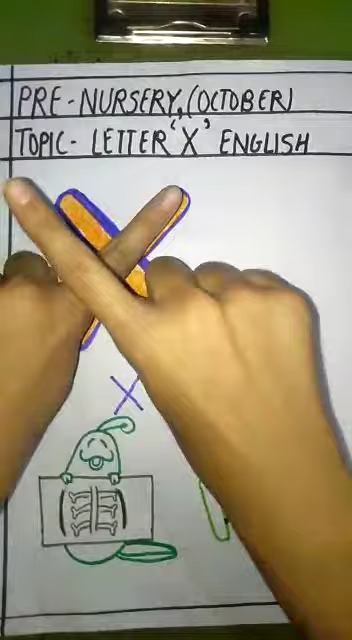 PRE-NURSERY, (OCTOBER)
TOPIC- LETTER 'X' ENGLISH
X
X